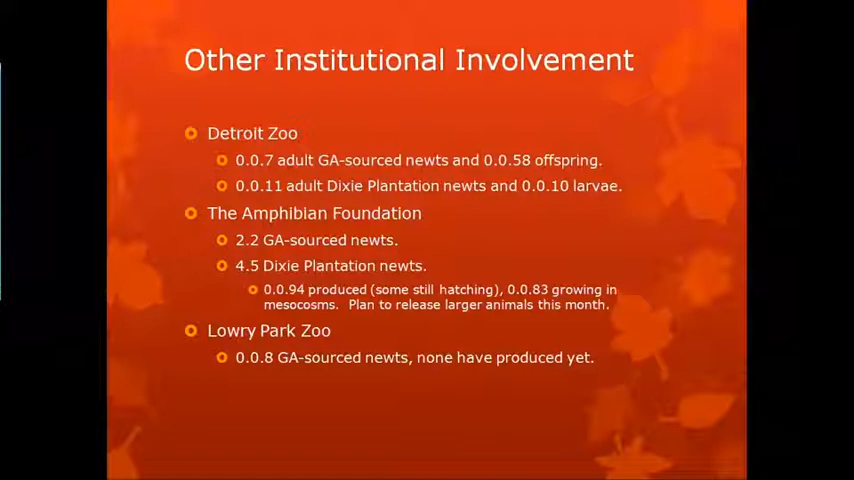 Other Institutional Involvement
Detroit Zoo
0.0.7 adult GA-sourced newts and 0.0.58 offspring.
0.0.11 adult Dixie Plantation newts and 0.0.10 larvae.
The Amphibian Foundation
2.2 GA-sourced newts.
4.5 Dixie Plantation newts.
0.0.94 produced (some still hatching), 0.0.83 growing in
mesocosms.  Plan to release larger animals this month.
Lowry Park Zoo
0.0.8 GA-sourced newts, none have produced yet.